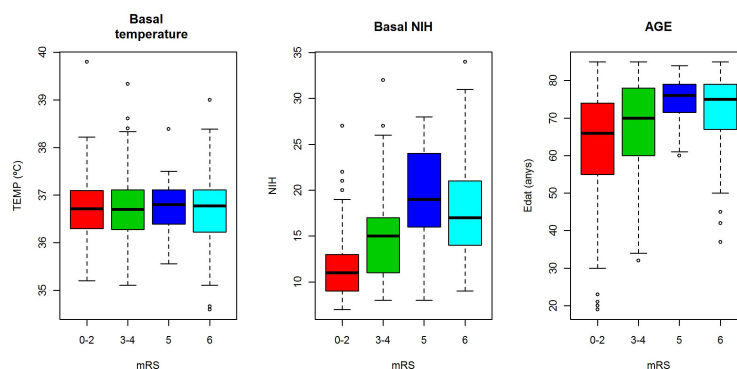 Basal
temperature
TEMP (ºC)
40
39
38
37
36
35
0-2 3-4 5 6
mRS
Basal NIH
NIH
35
30
25
20
15
10
0-2 3-4 5 6
mRS
AGE
Edat (anys)
80
70
60
50
40
30
20
0-2 3-4 5 6
mRS